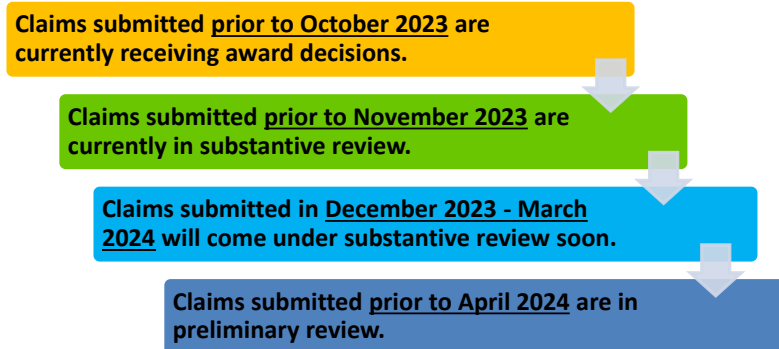 Claims submitted prior to October 2023 are
currently receiving award decisions.
Claims submitted prior to November 2023 are
currently in substantive review.
Claims submitted in December 2023 - March
2024 will come under substantive review soon.
Claims submitted prior to April 2024 are in
preliminary review.